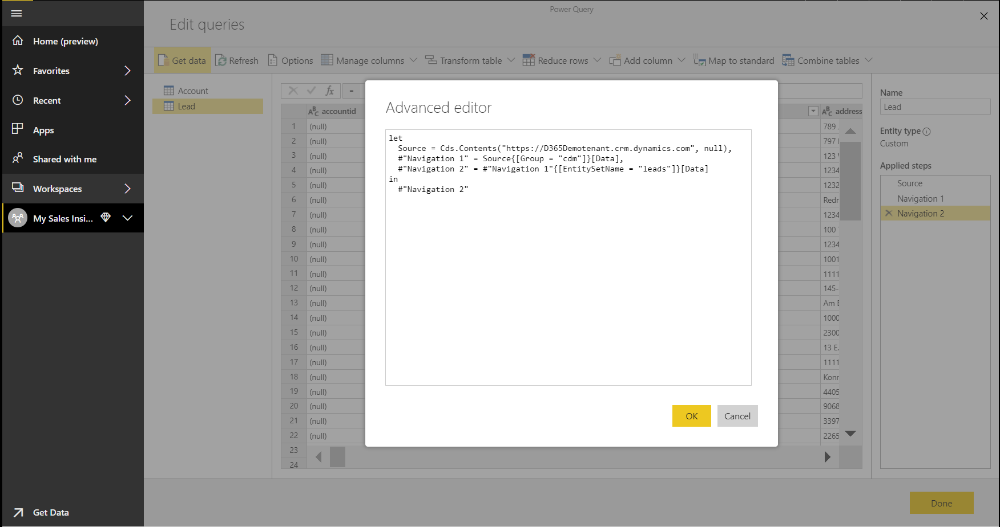 Power Query
Edit queries
Home (preview)
Favorites
Recent
Apps
Shared with me
Workspaces
My Sales Insi...
Get Data
Get data
Refresh
Options
Manage columns
Transform table
Reduce rows
Add column
Map to standard
Combine tables
Account
Lead
fx
=
ABC accountid
ABC address
1 (null) 789
2 (null) 797
3 (null) 123
4 (null) 1234
5 (null) 1232
6 (null) Redr
7 (null) 1234
8 (null) 100
9 (null) 1234
10 (null) 1001
11 (null) 1111
12 (null) 145-
13 (null) Am
14 (null) 1000
15 (null) 2300
16 (null) 13 E.
17 (null) 1111
18 (null) Konr
19 (null) 4405
20 (null) 9068
21 (null) 3397
22 (null) 2265
23
24
Advanced editor
let
  Source = Cds.Contents("https://D365Demotenant.crm.dynamics.com", null),
  #"Navigation 1" = Source{[Group = "cdm"]}[Data],
  #"Navigation 2" = #"Navigation 1"{[EntitySetName = "leads"]}[Data]
in
  #"Navigation 2"
OK
Cancel
Name
Lead
Entity type
Custom
Applied steps
Source
Navigation 1
Navigation 2
Done